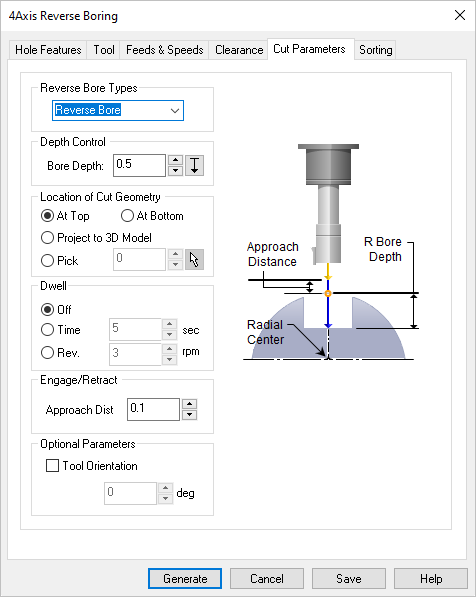 4Axis Reverse Boring
Hole Features
Tool
Feeds & Speeds
Clearance
Cut Parameters
Sorting
Reverse Bore Types
Reverse Bore
Depth Control
Bore Depth: 0.5
Location of Cut Geometry
At Top
At Bottom
Project to 3D Model
Pick 0
Dwell
Off
Time 5 sec
Rev. 3 rpm
Engage/Retract
Approach Dist 0.1
Optional Parameters
Tool Orientation
0 deg
Approach
Distance
R Bore
Depth
Radial
Center
Generate
Cancel
Save
Help